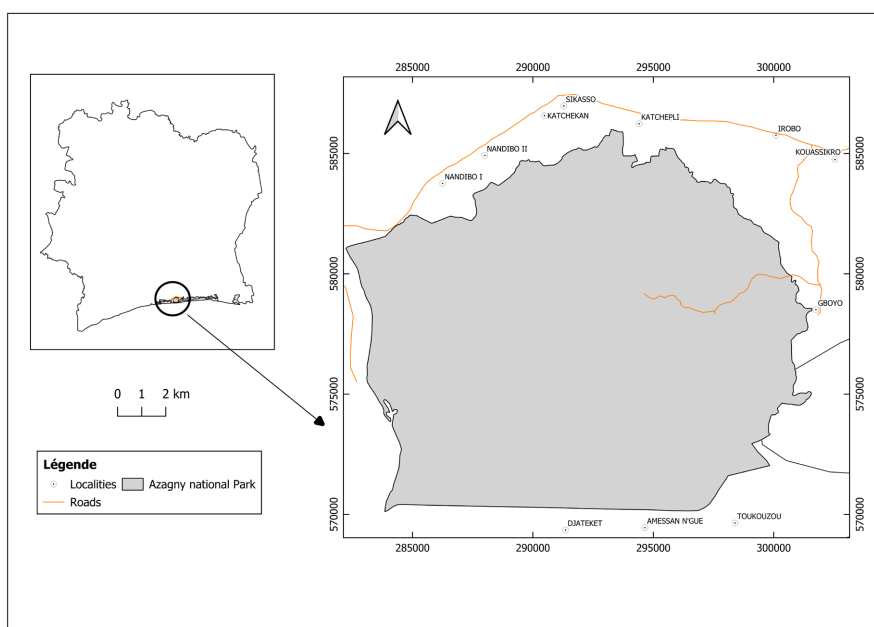 285000 290000 295000 300000
SIKASSO
KATCHEKAN
KATCHEPLI
IROBO
KOUASSIKRO
NANDIBO II
NANDIBO I
585000 585000
580000 580000
GBOYO
575000 575000
0 1 2 km
Légende
Localities Azagny national Park
Roads
570000 570000
DJATEKET
AMESSAN N'GUE
TOUKOUZOU
285000 290000 295000 300000